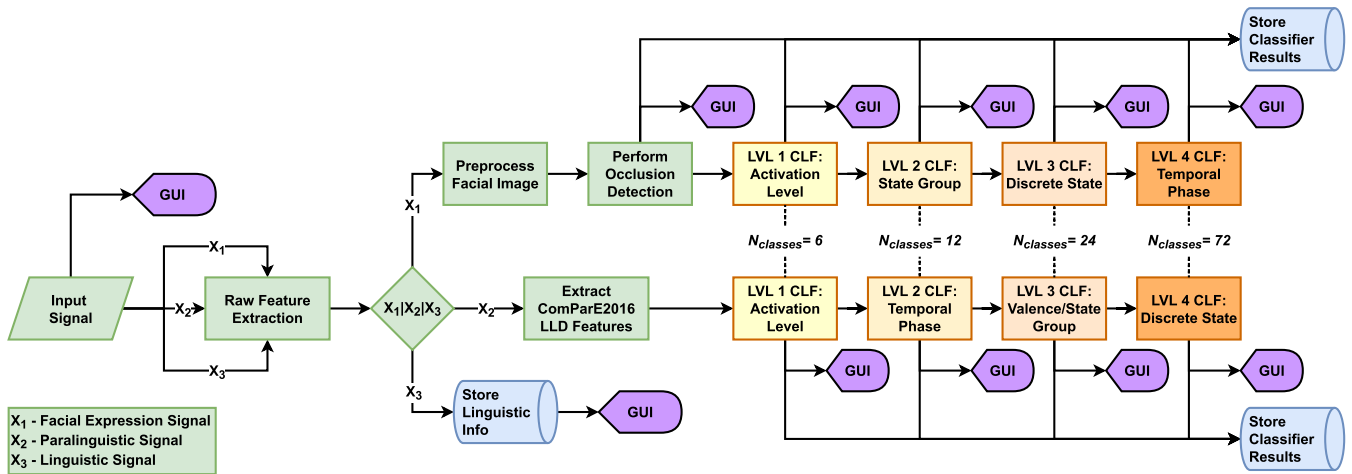 Store
Classifier
Results
GUI
GUI
GUI
GUI
GUI
Preprocess
Facial Image
Perform
Occlusion
Detection
LVL 1 CLF:
Activation
Level
LVL 2 CLF:
State Group
LVL 3 CLF:
Discrete State
LVL 4 CLF:
Temporal
Phase
GUI
X₁
X₁
N_classes= 6
N_classes= 12
N_classes= 24
N_classes= 72
Input
Signal
X₂
Raw Feature
Extraction
X₁|X₂|X₃
X₂
Extract
ComParE2016
LLD Features
LVL 1 CLF:
Activation
Level
LVL 2 CLF:
Temporal
Phase
LVL 3 CLF:
Valence/State
Group
LVL 4 CLF:
Discrete State
X₃
X₃
GUI
GUI
GUI
GUI
Store
Linguistic
Info
GUI
Store
Classifier
Results
X₁ - Facial Expression Signal
X₂ - Paralinguistic Signal
X₃ - Linguistic Signal